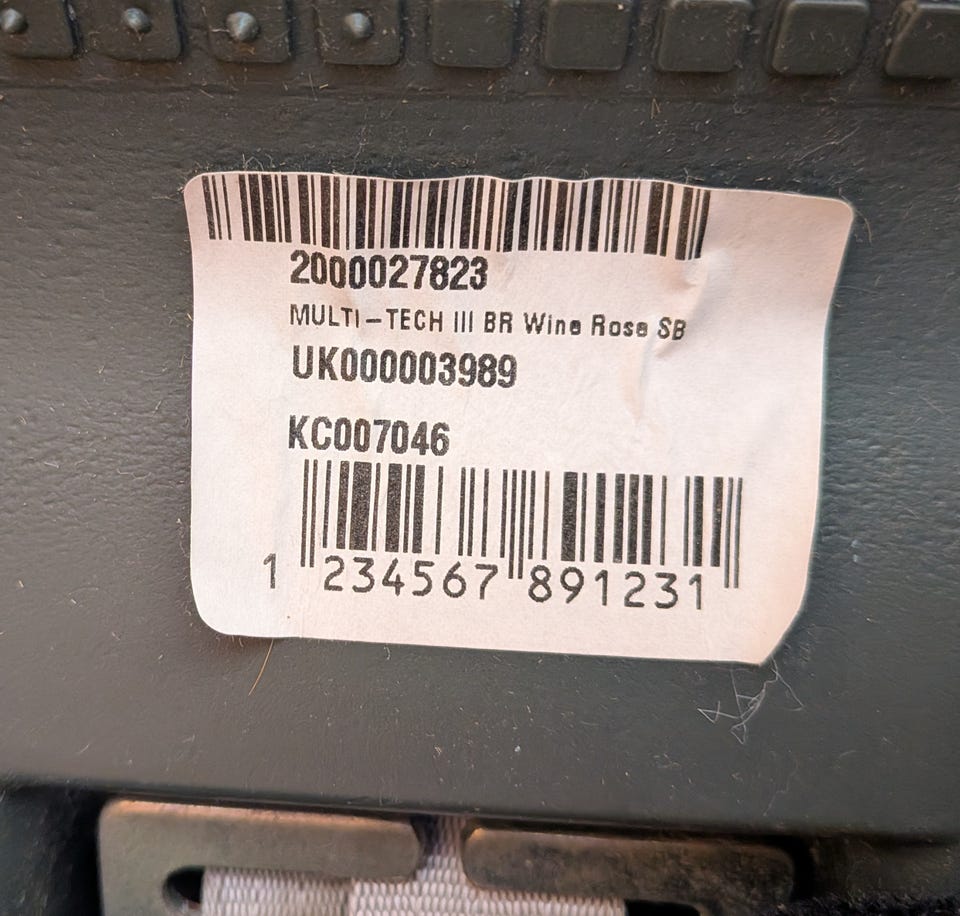 2000027823
MULTI-TECH III BR Wine Rose SB
UK000003989
KC007046
1 234567 891231